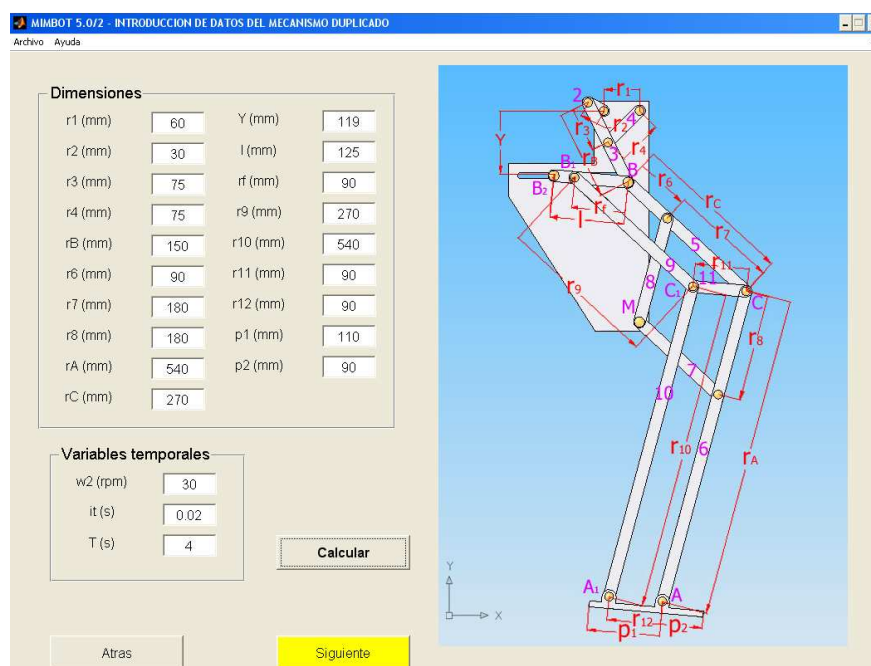 MIMBOT 5.0/2 - INTRODUCCION DE DATOS DEL MECANISMO DUPLICADO
Archivo Ayuda
Dimensiones
r1 (mm) 60 Y (mm) 119
r2 (mm) 30 l (mm) 125
r3 (mm) 75 rf (mm) 90
r4 (mm) 75 r9 (mm) 270
rB (mm) 150 r10 (mm) 540
r6 (mm) 90 r11 (mm) 90
r7 (mm) 180 r12 (mm) 90
r8 (mm) 180 p1 (mm) 110
rA (mm) 540 p2 (mm) 90
rC (mm) 270
Variables temporales
w2 (rpm) 30
it (s) 0.02
T (s) 4
Calcular
Atras
Siguiente
2 r1
r3 r2 4
Y 3 r4
B1 rB B
B2 r6 rC
l rf r7
5
9 r11
r9 8 C1 11 C
M r8
7
10
r10 6 rA
Y
X
A1 A
p1 r12 p2